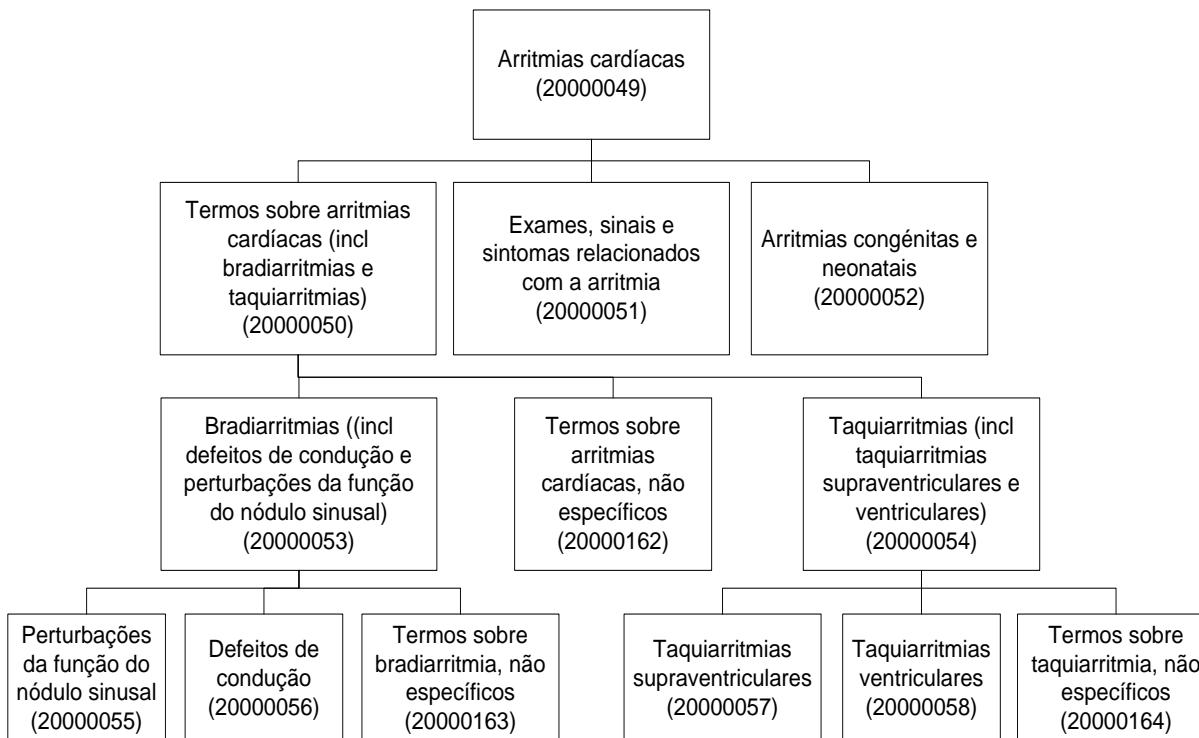 Arritmias cardíacas
(20000049)
Termos sobre arritmias
cardíacas (incl
bradiarritmias e
taquiarritmias)
(20000050)
Exames, sinais e
sintomas relacionados
com a arritmia
(20000051)
Arritmias congénitas e
neonatais
(20000052)
Bradiarritmias ((incl
defeitos de condução e
perturbações da função
do nódulo sinusal)
(20000053)
Termos sobre
arritmias
cardíacas, não
específicos
(20000162)
Taquiarritmias (incl
taquiarritmias
supraventriculares e
ventriculares)
(20000054)
Perturbações
da função do
nódulo sinusal
(20000055)
Defeitos de
condução
(20000056)
Termos sobre
bradiarritmia, não
específicos
(20000163)
Taquiarritmias
supraventriculares
(20000057)
Taquiarritmias
ventriculares
(20000058)
Termos sobre
taquiarritmia, não
específicos
(20000164)